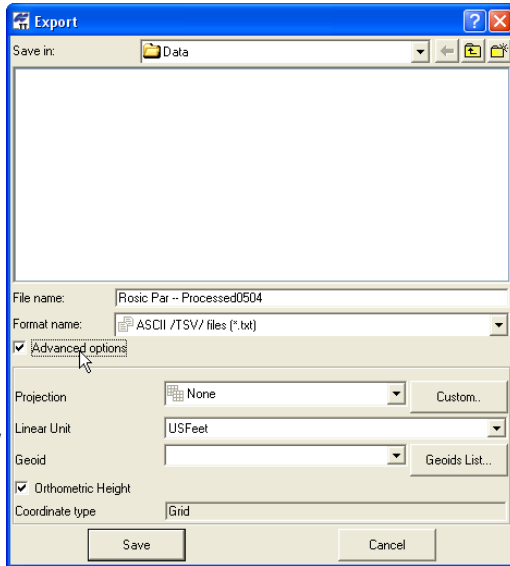 Export
Save in: Data
File name: Rosic Par -- Processed0504
Format name: ASCII /TSV/ files (*.txt)
Advanced options
Projection None Custom..
Linear Unit USFeet
Geoid Geoids List...
Orthometric Height
Coordinate type Grid
Save Cancel